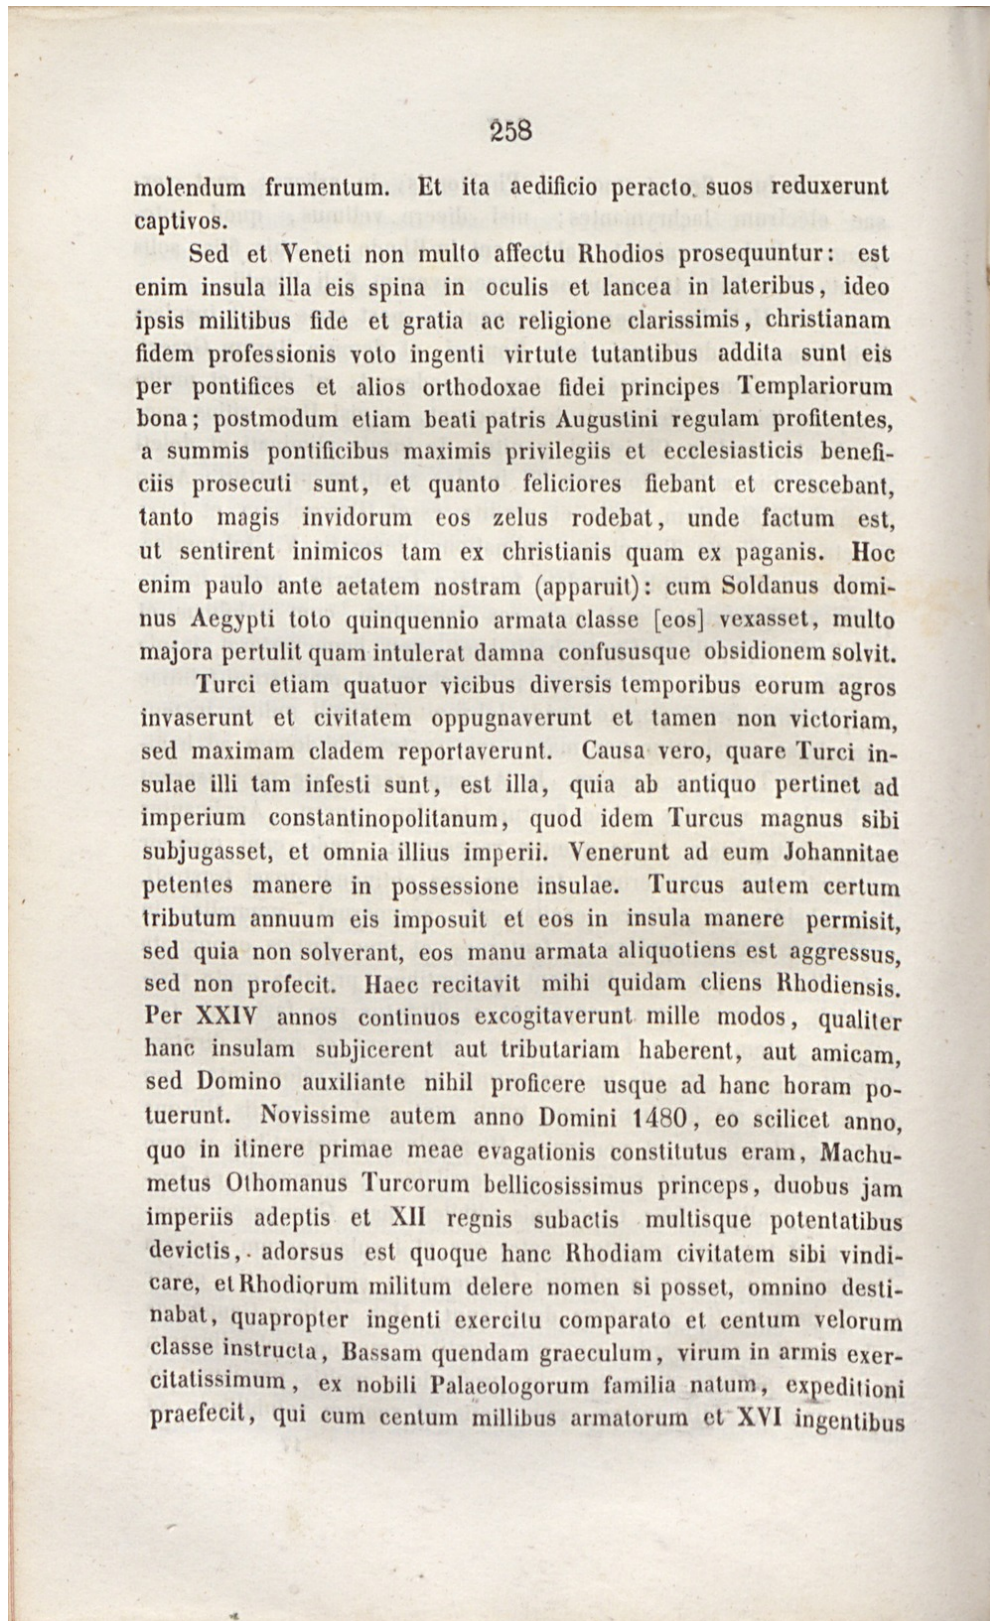 258
molendum frumentum. Et ita aedificio peracto. suos reduxerunt
captivos.
Sed et Veneti non multo affectu Rhodios prosequuntur: est
enim insula illa eis spina in oculis et lancea in lateribus, ideo
ipsis militibus fide et gratia ac religione clarissimis, christianam
fidem professionis voto ingenti virtute tutantibus addita sunt eis
per pontifices et alios orthodoxae fidei principes Templariorum
bona; postmodum etiam beati patris Augustini regulam profitentes,
a summis pontificibus maximis privilegiis et ecclesiasticis benefi-
ciis prosecuti sunt, et quanto feliciores fiebant et crescebant,
tanto magis invidorum eos zelus rodebat, unde factum est,
ut sentirent inimicos tam ex christianis quam ex paganis. Hoc
enim paulo ante aetatem nostram (apparuit): cum Soldanus domi-
nus Aegypti toto quinquennio armata classe [eos] vexasset, multo
majora pertulit quam intulerat damna confususque obsidionem solvit.
Turci etiam quatuor vicibus diversis temporibus eorum agros
invaserunt et civitatem oppugnaverunt et tamen non victoriam,
sed maximam cladem reportaverunt. Causa vero, quare Turci in-
sulae illi tam infesti sunt, est illa, quia ab antiquo pertinet ad
imperium constantinopolitanum, quod idem Turcus magnus sibi
subjugasset, et omnia illius imperii. Venerunt ad eum Johannitae
petentes manere in possessione insulae. Turcus autem certum
tributum annuum eis imposuit et eos in insula manere permisit,
sed quia non solverant, eos manu armata aliquotiens est aggressus,
sed non profecit. Haec recitavit mihi quidam cliens Rhodiensis.
Per XXIV annos continuos excogitaverunt mille modos, qualiter
hanc insulam subjicerent aut tributariam haberent, aut amicam,
sed Domino auxiliante nihil proficere usque ad hanc horam po-
tuerunt. Novissime autem anno Domini 1480, eo scilicet anno,
quo in itinere primae meae evagationis constitutus eram, Machu-
metus Othomanus Turcorum bellicosissimus princeps, duobus jam
imperiis adeptis et XII regnis subactis multisque potentatibus
devictis, adorsus est quoque hanc Rhodiam civitatem sibi vindi-
care, et Rhodiorum militum delere nomen si posset, omnino desti-
nabat, quapropter ingenti exercitu comparato et centum velorum
classe instructa, Bassam quendam graeculum, virum in armis exer-
citatissimum, ex nobili Palaeologorum familia natum, expeditioni
praefecit, qui cum centum millibus armatorum et XVI ingentibus